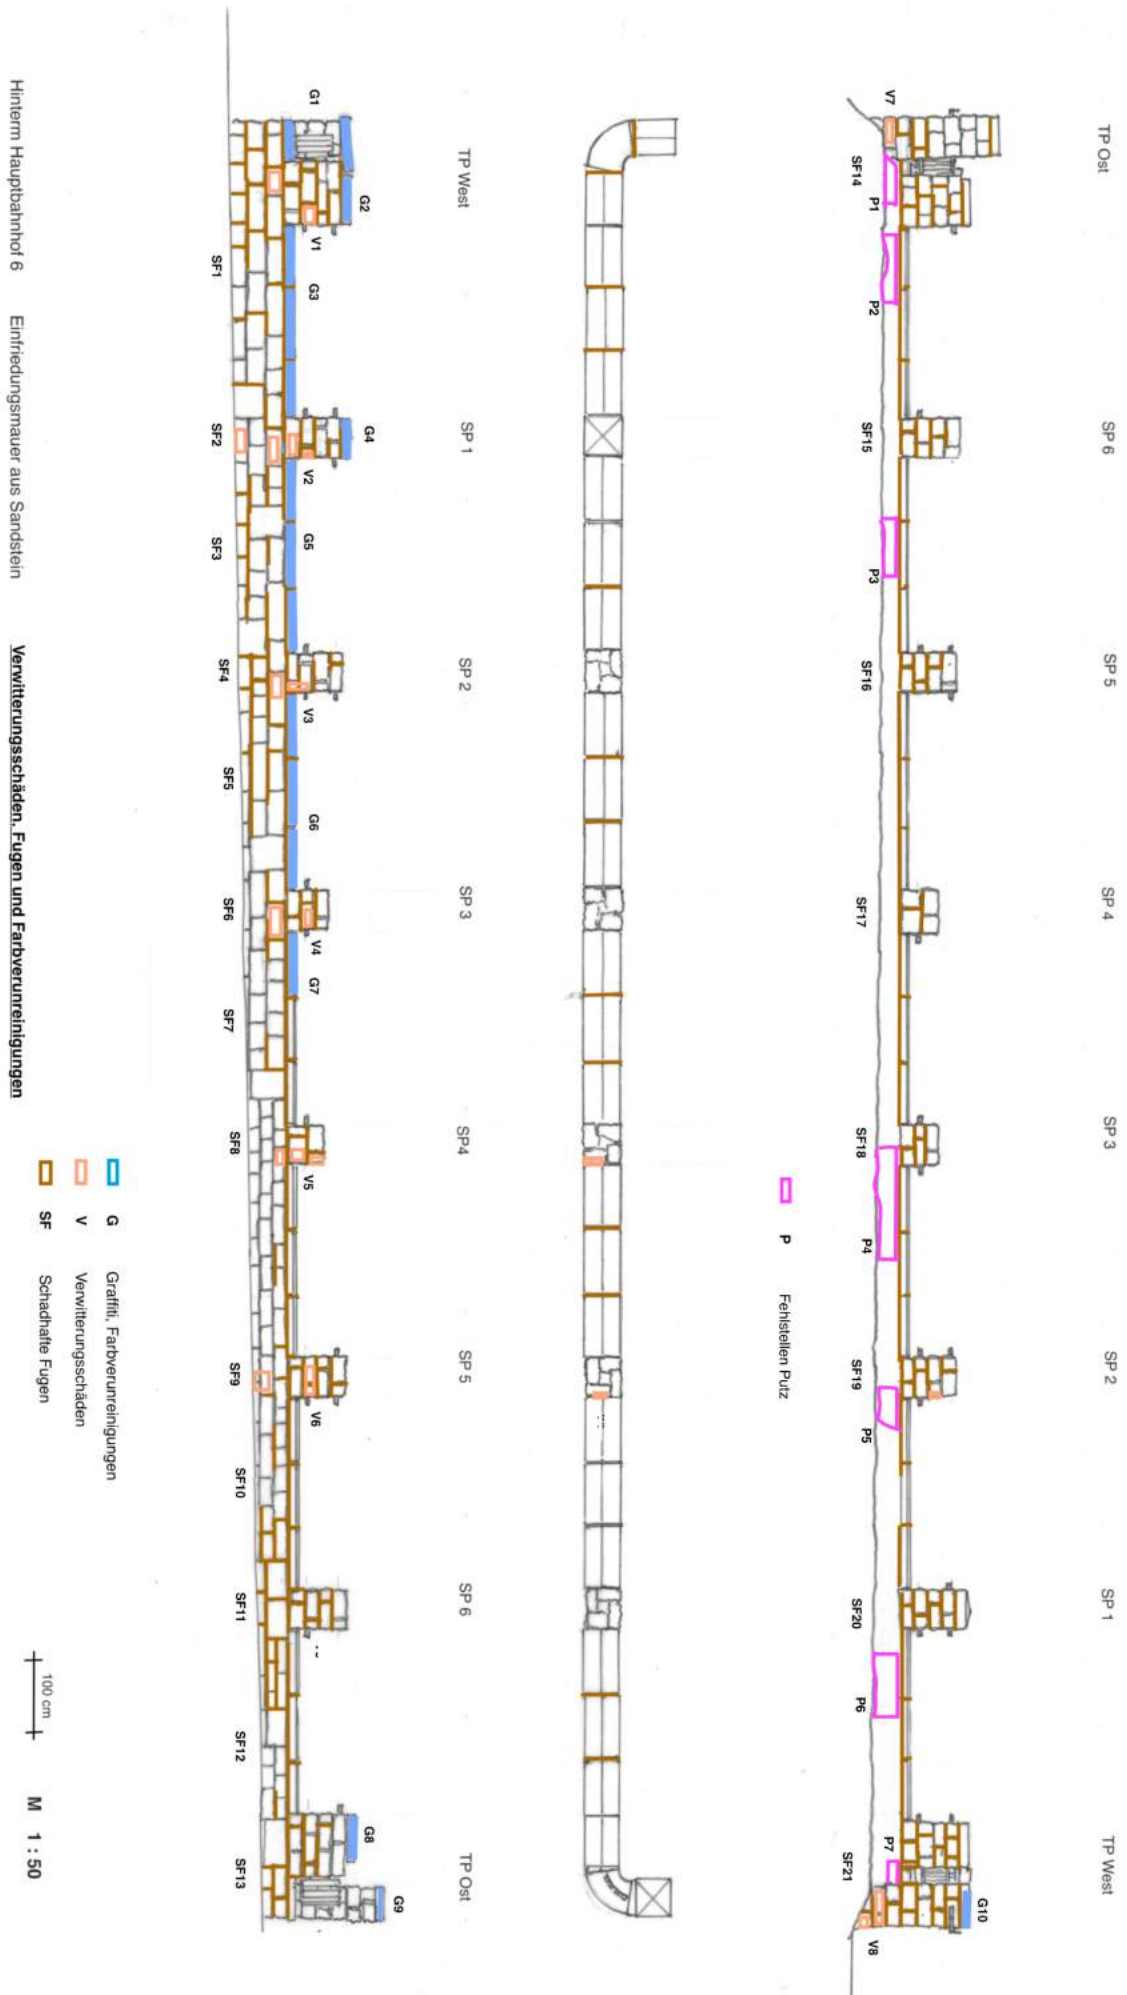 TP Ost SP 6 SP 5 SP 4 SP 3 SP 2 SP 1 TP West
G10
V7 P7
SF14 P1 P2 SF15 P3 SF16 SF17 SF18 P4 SF19 P5 SF20 P6 SF21 V8
P Fehlstellen Putz
TP West SP 1 SP 2 SP 3 SP4 SP 5 SP 6 TP Ost
G1 G2 G4 G8 G9
V1 G3 V2 G5 V3 G6 V4 G7 V5 V6
SF1 SF2 SF3 SF4 SF5 SF6 SF7 SF8 SF9 SF10 SF11 SF12 SF13
G Graffiti, Farbverunreinigungen
V Verwitterungsschäden
SF Schadhafte Fugen
100 cm
M 1 : 50
Hinterm Hauptbahnhof 6 Einfriedungsmauer aus Sandstein Verwitterungsschäden, Fugen und Farbverunreinigungen